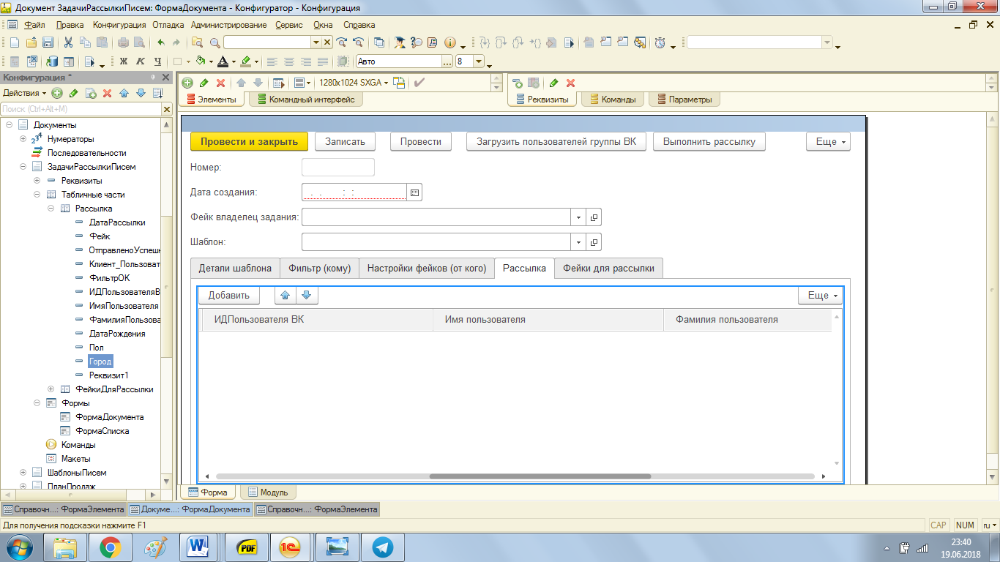 Документ ЗадачиРассылкиПисем: ФормаДокумента - Конфигуратор - Конфигурация
Файл Правка Конфигурация Отладка Администрирование Сервис Окна Справка
Ж К Ч А Авто ... 8
Конфигурация *
Действия
Поиск (Ctrl+Alt+M)
Документы
Нумераторы
Последовательности
ЗадачиРассылкиПисем
Реквизиты
Табличные части
Рассылка
ДатаРассылки
Фейк
ОтправленоУспешн
Клиент_Пользоват
ФильтрОК
ИДПользователяВ
ИмяПользователя
ФамилияПользова
ДатаРождения
Пол
Город
Реквизит1
ФейкиДляРассылки
Формы
ФормаДокумента
ФормаСписка
Команды
Макеты
ШаблоныПисем
ПланПродаж
1280x1024 SXGA
Элементы Командный интерфейс
Реквизиты Команды Параметры
Провести и закрыть Записать Провести Загрузить пользователей группы ВК Выполнить рассылку Еще
Номер:
Дата создания: . . : :
Фейк владелец задания:
Шаблон:
Детали шаблона Фильтр (кому) Настройки фейков (от кого) Рассылка Фейки для рассылки
Добавить Еще
ИДПользователя ВК Имя пользователя Фамилия пользователя
Форма Модуль
Справочн...: ФормаЭлемента Докуме...: ФормаДокумента Справочн...: ФормаЭлемента
Для получения подсказки нажмите F1 CAP NUM ru
W PDF 1С
23:40
19.06.2018